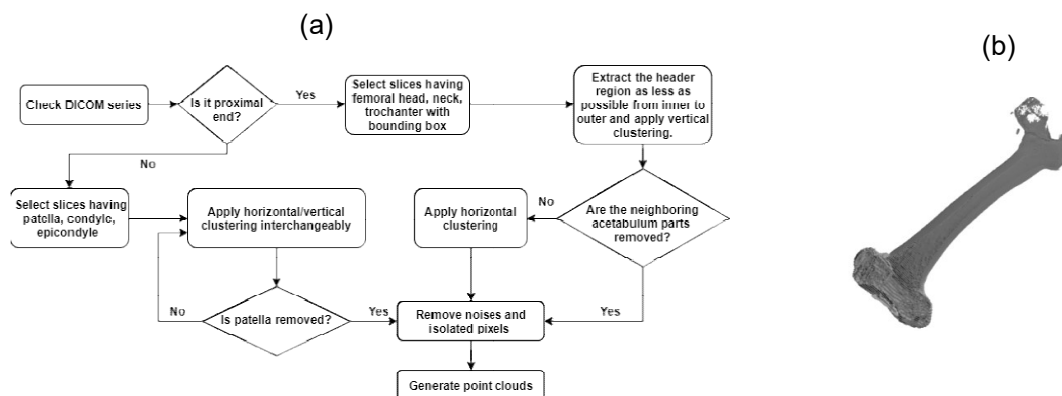 (a)
(b)
Check DICOM series
Is it proximal
end?
Yes
Select slices having
femoral head, neck,
trochanter with
bounding box
Extract the header
region as less as
possible from inner to
outer and apply vertical
clustering.
No
Select slices having
patella, condyle,
epicondyle
Apply horizontal/vertical
clustering interchangeably
Apply horizontal
clustering
No
Are the neighboring
acetabulum parts
removed?
No
Is patella removed?
Yes
Remove noises and
isolated pixels
Yes
Generate point clouds